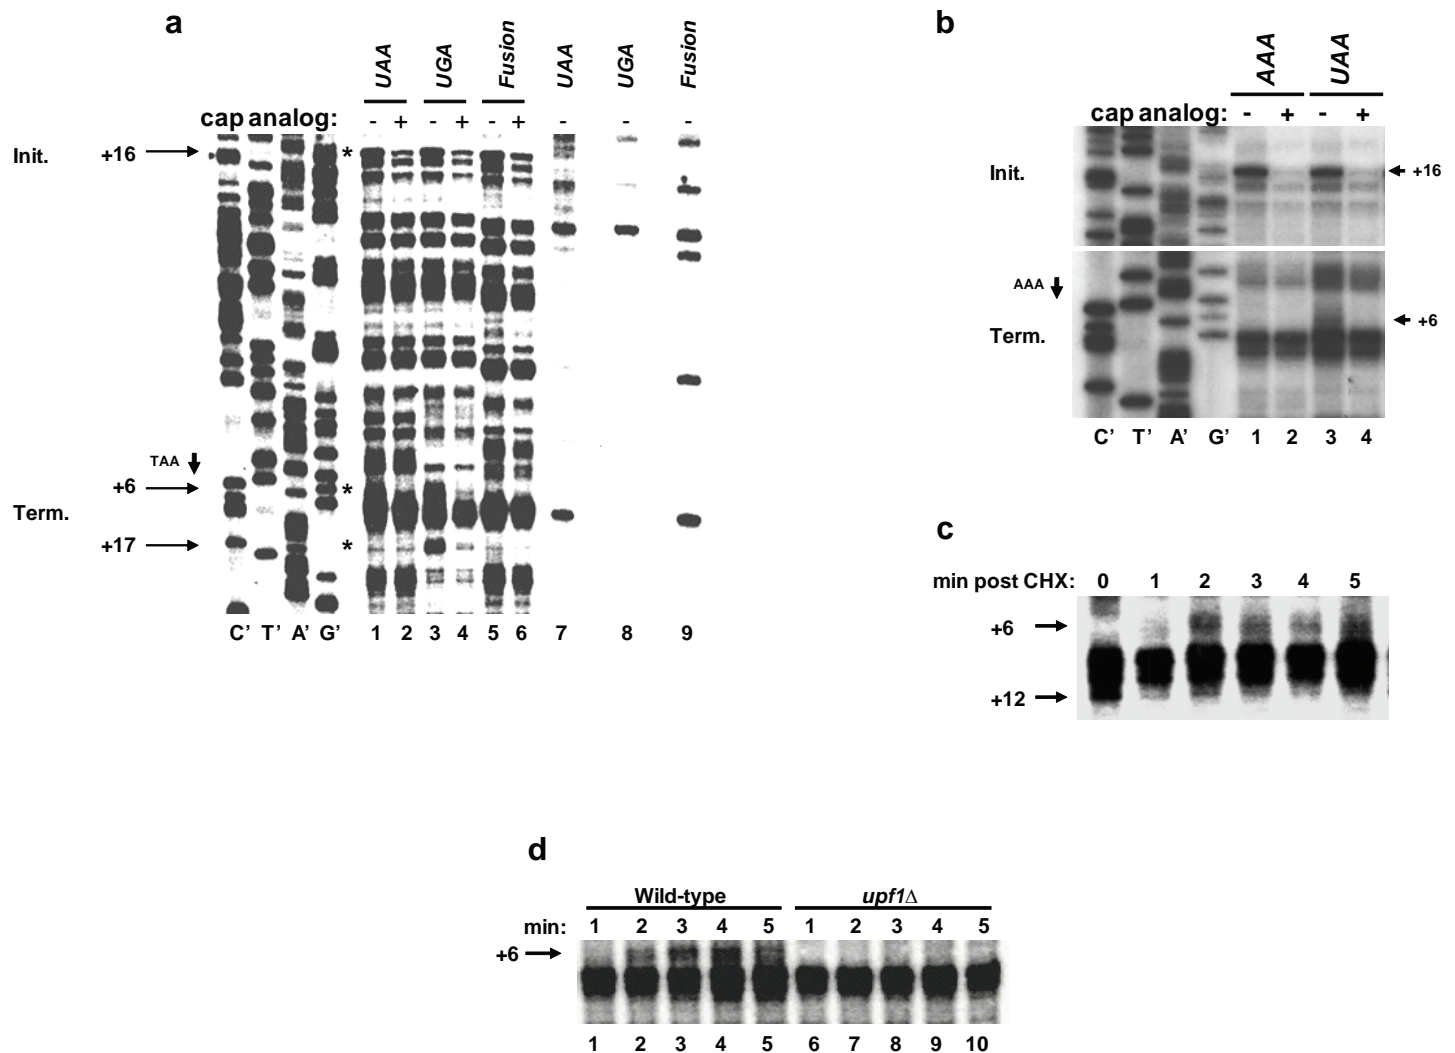 a
UAA UGA Fusion UAA UGA Fusion
cap analog: - + - + - + - - -
Init. +16 *
TAA
+6 *
Term.
+17 *
C' T' A' G' 1 2 3 4 5 6 7 8 9
b
AAA UAA
cap analog: - + - +
Init. +16
AAA
+6
Term.
C' T' A' G' 1 2 3 4
c
min post CHX: 0 1 2 3 4 5
+6
+12
d
Wild-type upf1Δ
min: 1 2 3 4 5 1 2 3 4 5
+6
1 2 3 4 5 6 7 8 9 10